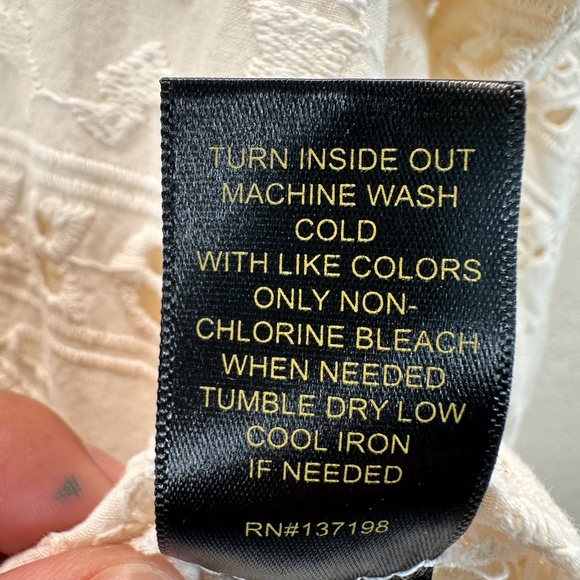 TURN INSIDE OUT
MACHINE WASH
COLD
WITH LIKE COLORS
ONLY NON-
CHLORINE BLEACH
WHEN NEEDED
TUMBLE DRY LOW
COOL IRON
IF NEEDED
RN#137198